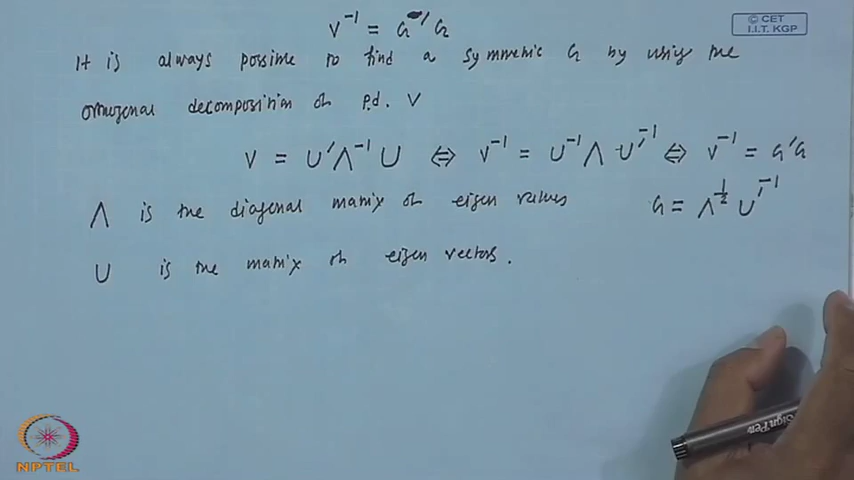 V⁻¹ = G′G
© CET
I.I.T. KGP
It is always possible to find a symmetric G by using the
orthogonal decomposition of p.d. V
V = U′Λ⁻¹U ⇔ V⁻¹ = U⁻¹ΛU′⁻¹ ⇔ V⁻¹ = G′G
Λ is the diagonal matrix of eigen values
G = Λ^½ U′⁻¹
U is the matrix of eigen vectors.
NPTEL